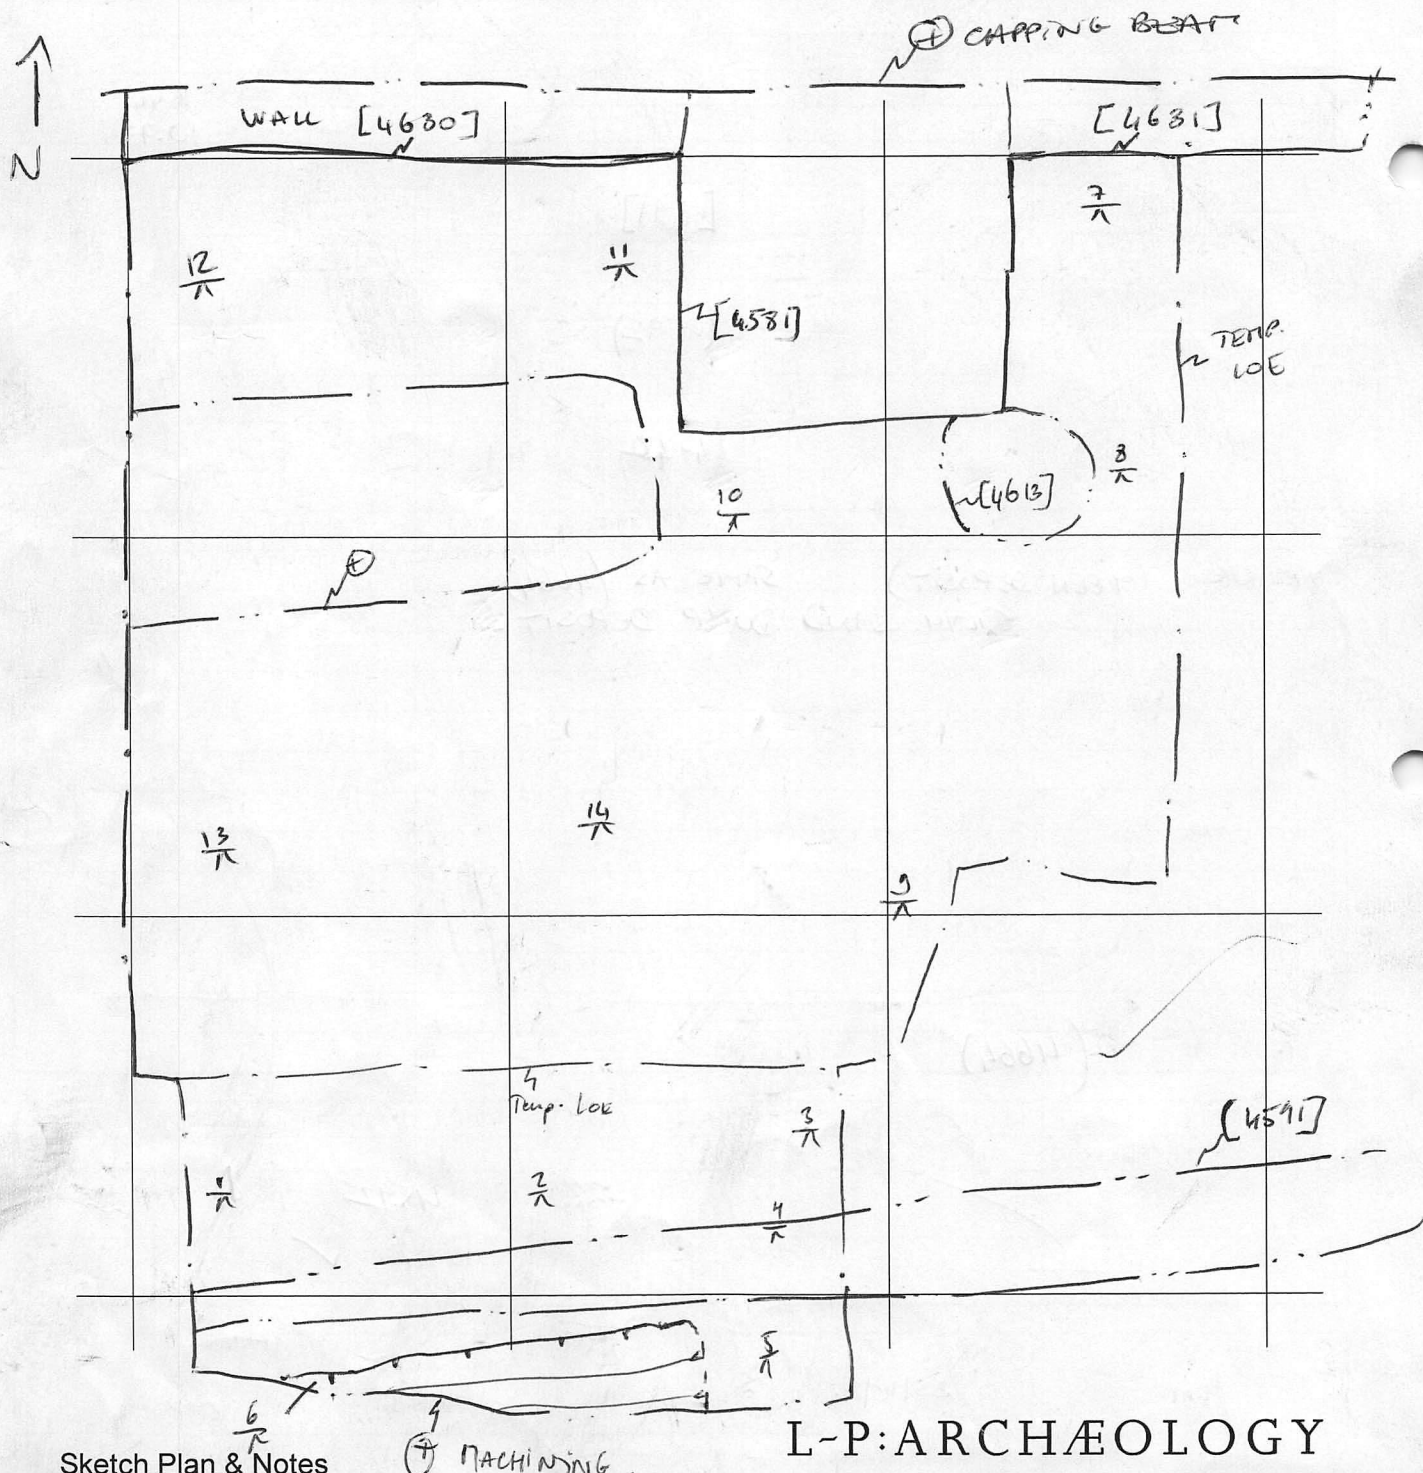 ⊕ CAPPING BEAM
WALL [4630]
[4631]
N
7
12
11
[4581]
TEMP.
LOE
8
[4613]
10
⊕
14
13
9
Temp. LOE
3
[4591]
1
2
4
5
6
L~P:ARCHÆOLOGY
Sketch Plan & Notes
⊕ MACHINING